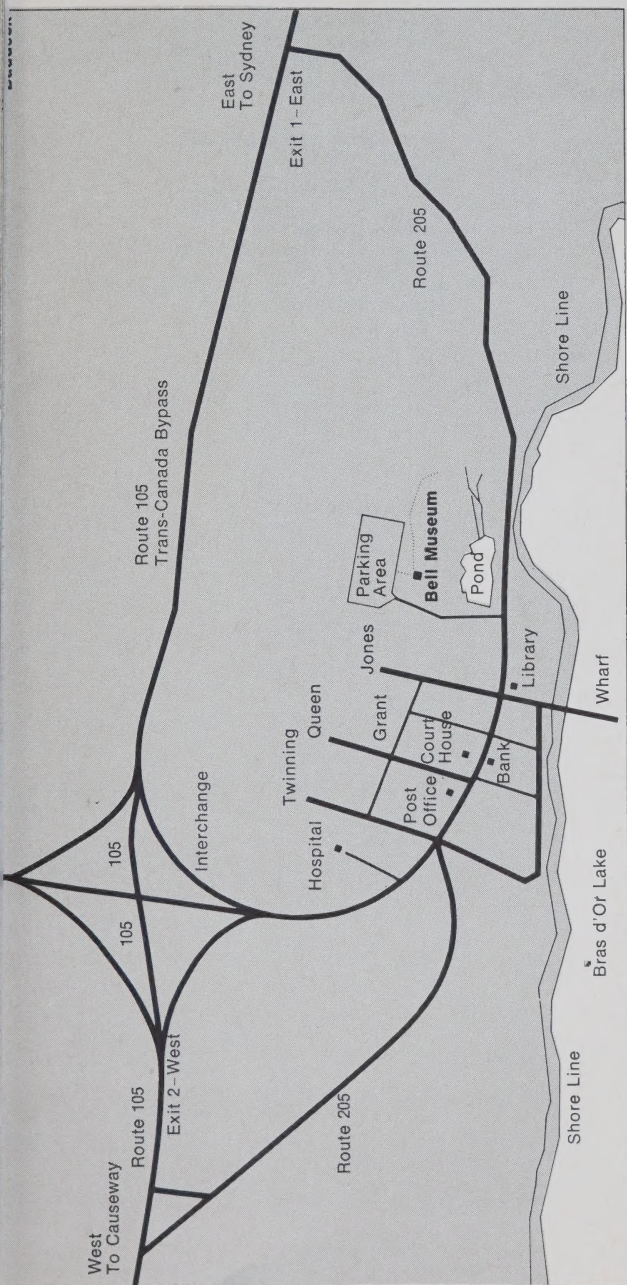 Baddeck
East
To Sydney
Exit 1 – East
Route 205
Shore Line
Route 105
Trans-Canada Bypass
Parking
Area
Bell Museum
Pond
Jones
Library
Wharf
Queen
Grant
Court
House
Bank
Twinning
Post
Office
Hospital
Interchange
105
105
Bras d'Or Lake
Exit 2 – West
Route 105
Route 205
Shore Line
West
To Causeway